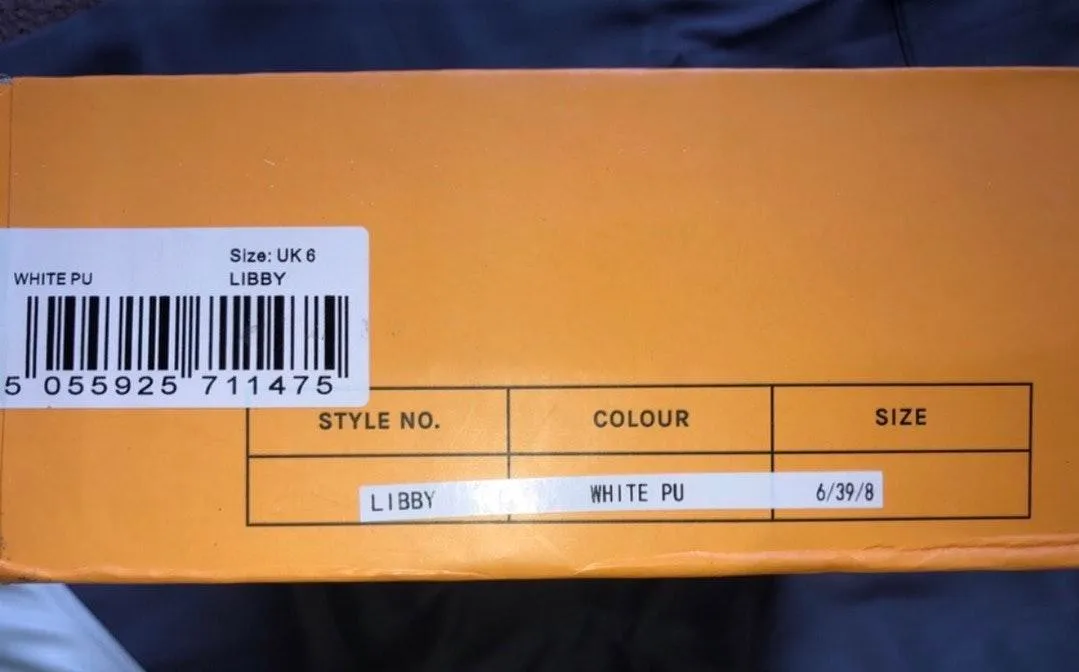 Size: UK 6
WHITE PU LIBBY
5 055925 711475
STYLE NO. COLOUR SIZE
LIBBY WHITE PU 6/39/8